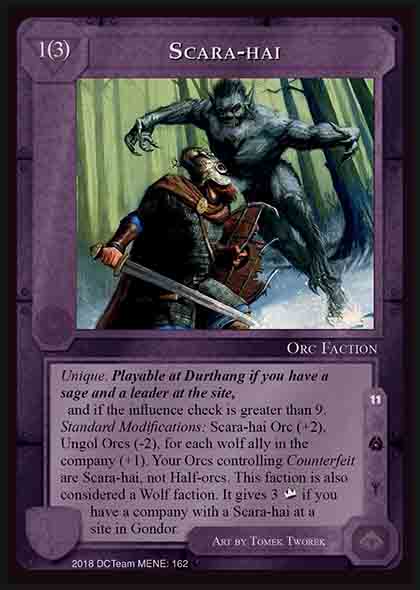 1(3)
SCARA-HAI
ORC FACTION
Unique. Playable at Durthang if you have a
sage and a leader at the site,
and if the influence check is greater than 9.
Standard Modifications: Scara-hai Orc (+2),
Ungol Orcs (-2), for each wolf ally in the
company (+1). Your Orcs controlling Counterfeit
are Scara-hai, not Half-orcs. This faction is also
considered a Wolf faction. It gives 3 if you
have a company with a Scara-hai at a
site in Gondor.
11
ART BY TOMEK TWOREK
2018 DCTeam MENE: 162